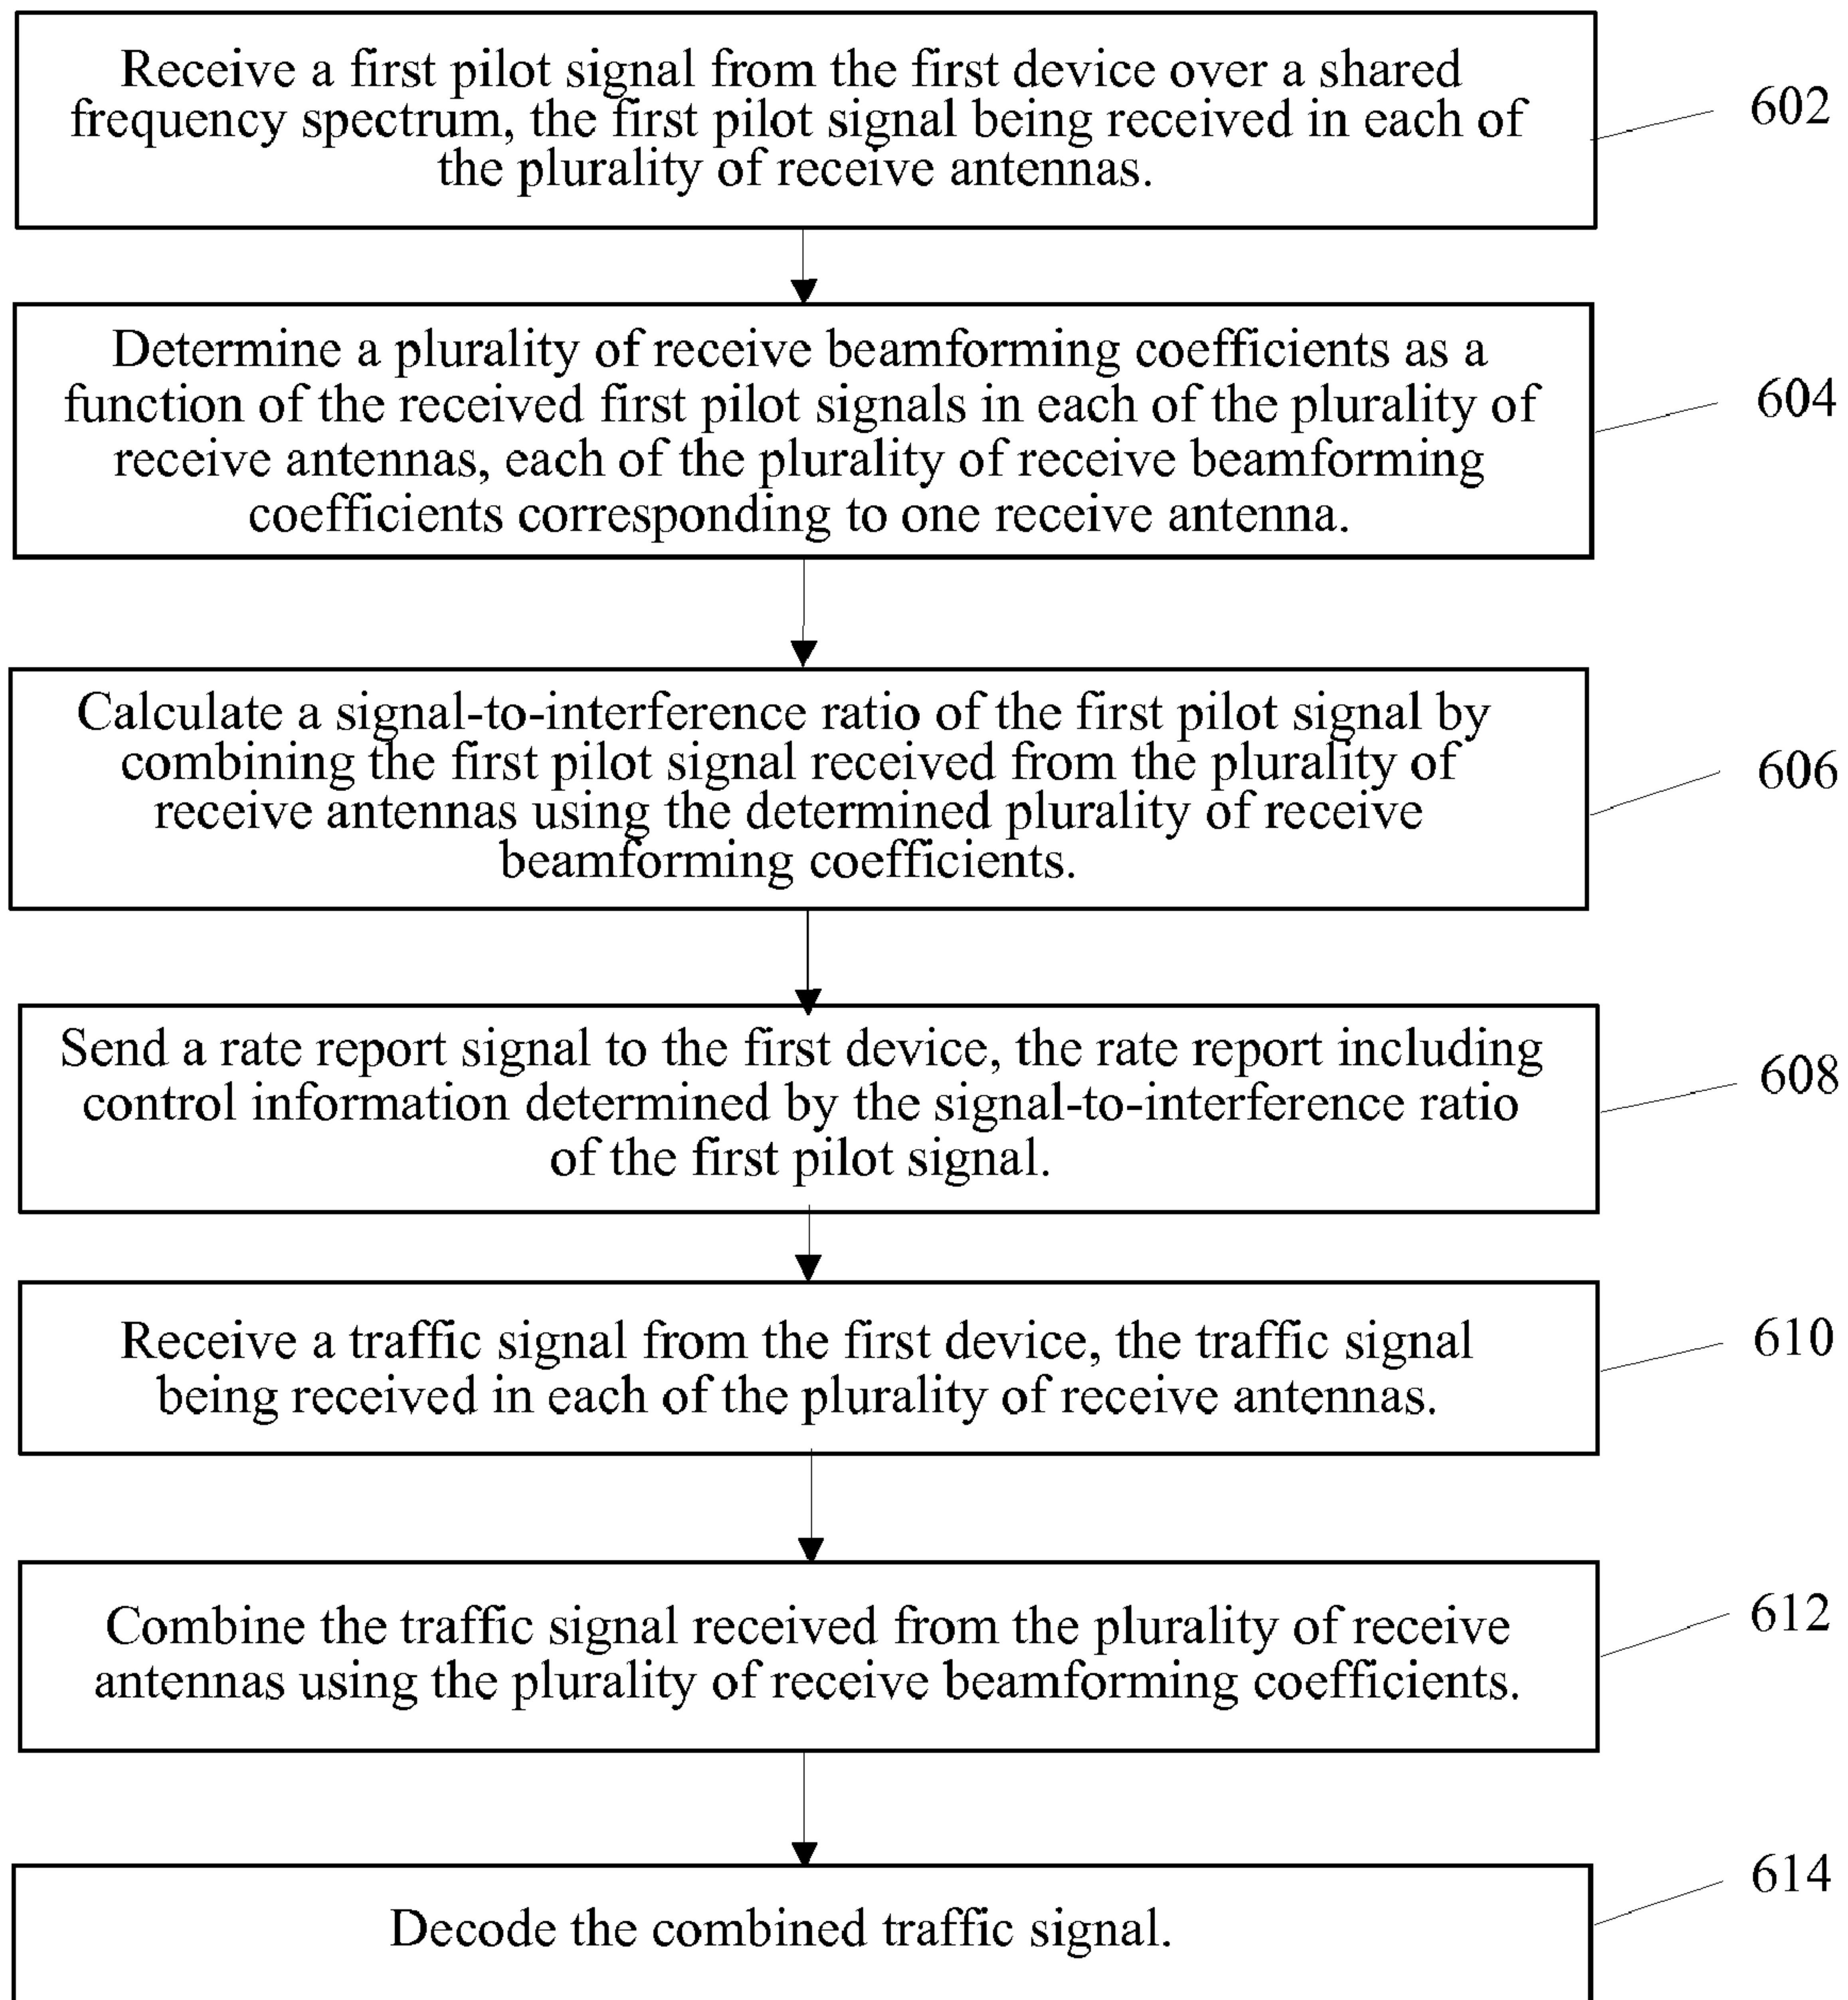 Receive a first pilot signal from the first device over a shared
frequency spectrum, the first pilot signal being received in each of
the plurality of receive antennas.
602
Determine a plurality of receive beamforming coefficients as a
function of the received first pilot signals in each of the plurality of
receive antennas, each of the plurality of receive beamforming
coefficients corresponding to one receive antenna.
604
Calculate a signal-to-interference ratio of the first pilot signal by
combining the first pilot signal received from the plurality of
receive antennas using the determined plurality of receive
beamforming coefficients.
606
Send a rate report signal to the first device, the rate report including
control information determined by the signal-to-interference ratio
of the first pilot signal.
608
Receive a traffic signal from the first device, the traffic signal
being received in each of the plurality of receive antennas.
610
Combine the traffic signal received from the plurality of receive
antennas using the plurality of receive beamforming coefficients.
612
Decode the combined traffic signal.
614